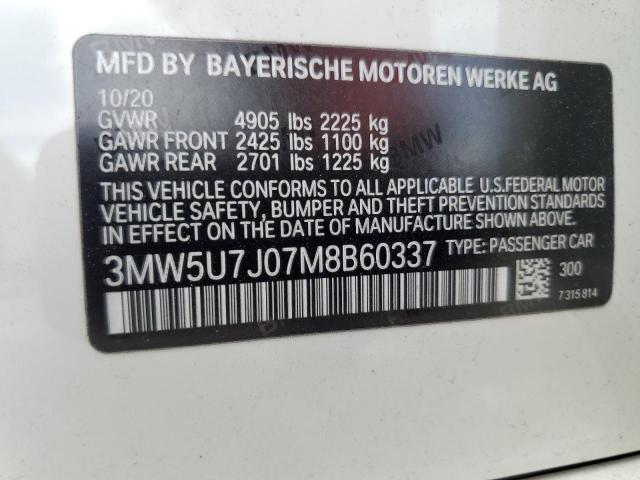 MFD BY BAYERISCHE MOTOREN WERKE AG
10/20
GVWR 4905 lbs 2225 kg
GAWR FRONT 2425 lbs 1100 kg
GAWR REAR 2701 lbs 1225 kg
THIS VEHICLE CONFORMS TO ALL APPLICABLE U.S.FEDERAL MOTOR
VEHICLE SAFETY, BUMPER AND THEFT PREVENTION STANDARDS
IN EFFECT ON THE DATE OF MANUFACTURE SHOWN ABOVE.
3MW5U7J07M8B60337 TYPE: PASSENGER CAR
300
7315814